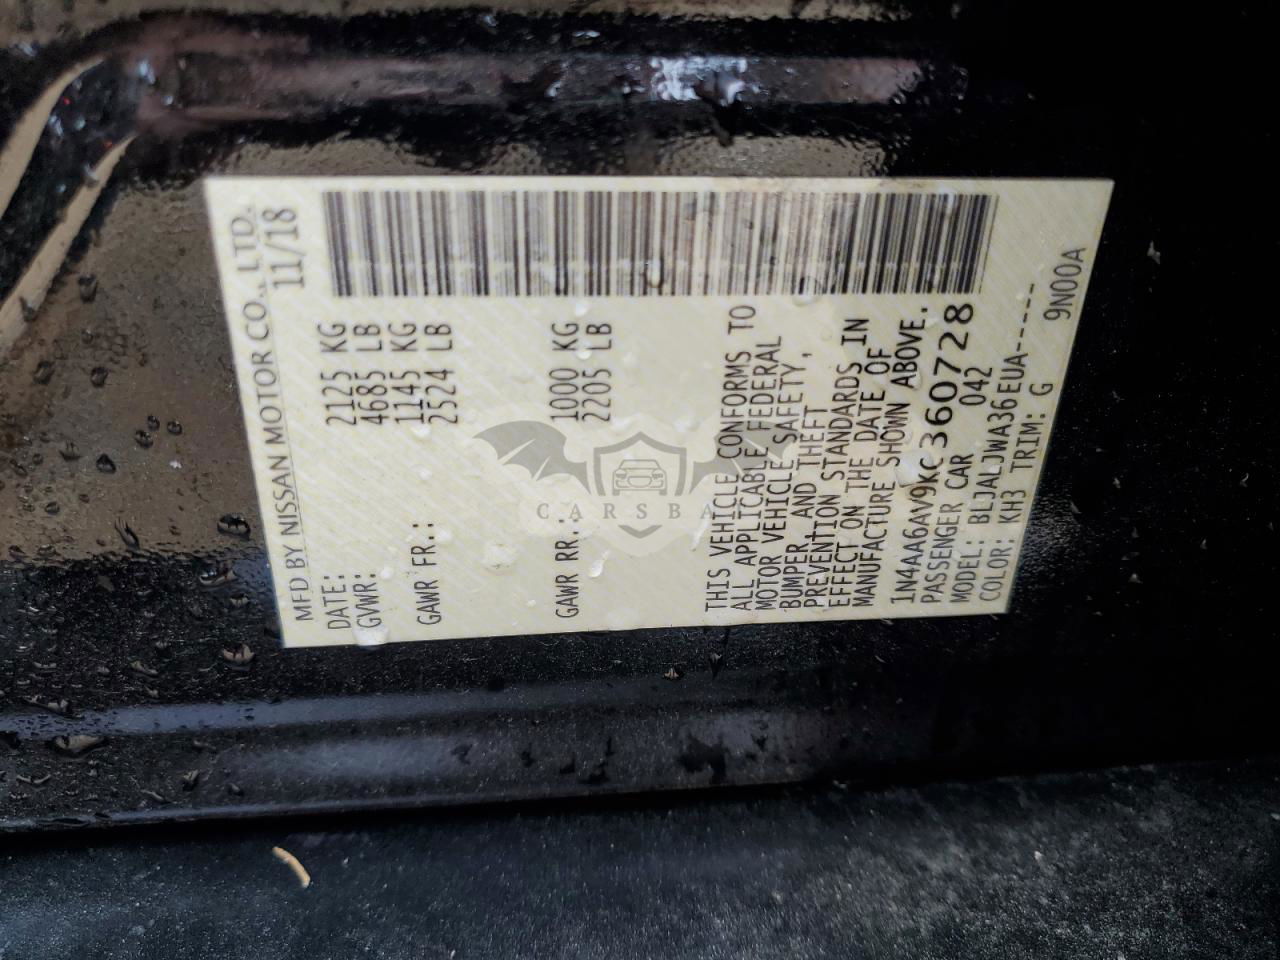 MFD BY NISSAN MOTOR CO., LTD.
DATE: 11/18
GVWR: 2125 KG
4685 LB
GAWR FR.: 1145 KG
2524 LB
GAWR RR.: 1000 KG
2205 LB
THIS VEHICLE CONFORMS TO
ALL APPLICABLE FEDERAL
MOTOR VEHICLE SAFETY,
BUMPER, AND THEFT
PREVENTION STANDARDS IN
EFFECT ON THE DATE OF
MANUFACTURE SHOWN ABOVE.
1N4AA6AV9KC360728
PASSENGER CAR 042
MODEL: BLJALJWA36EUA-----
COLOR: KH3 TRIM: G 9N00A